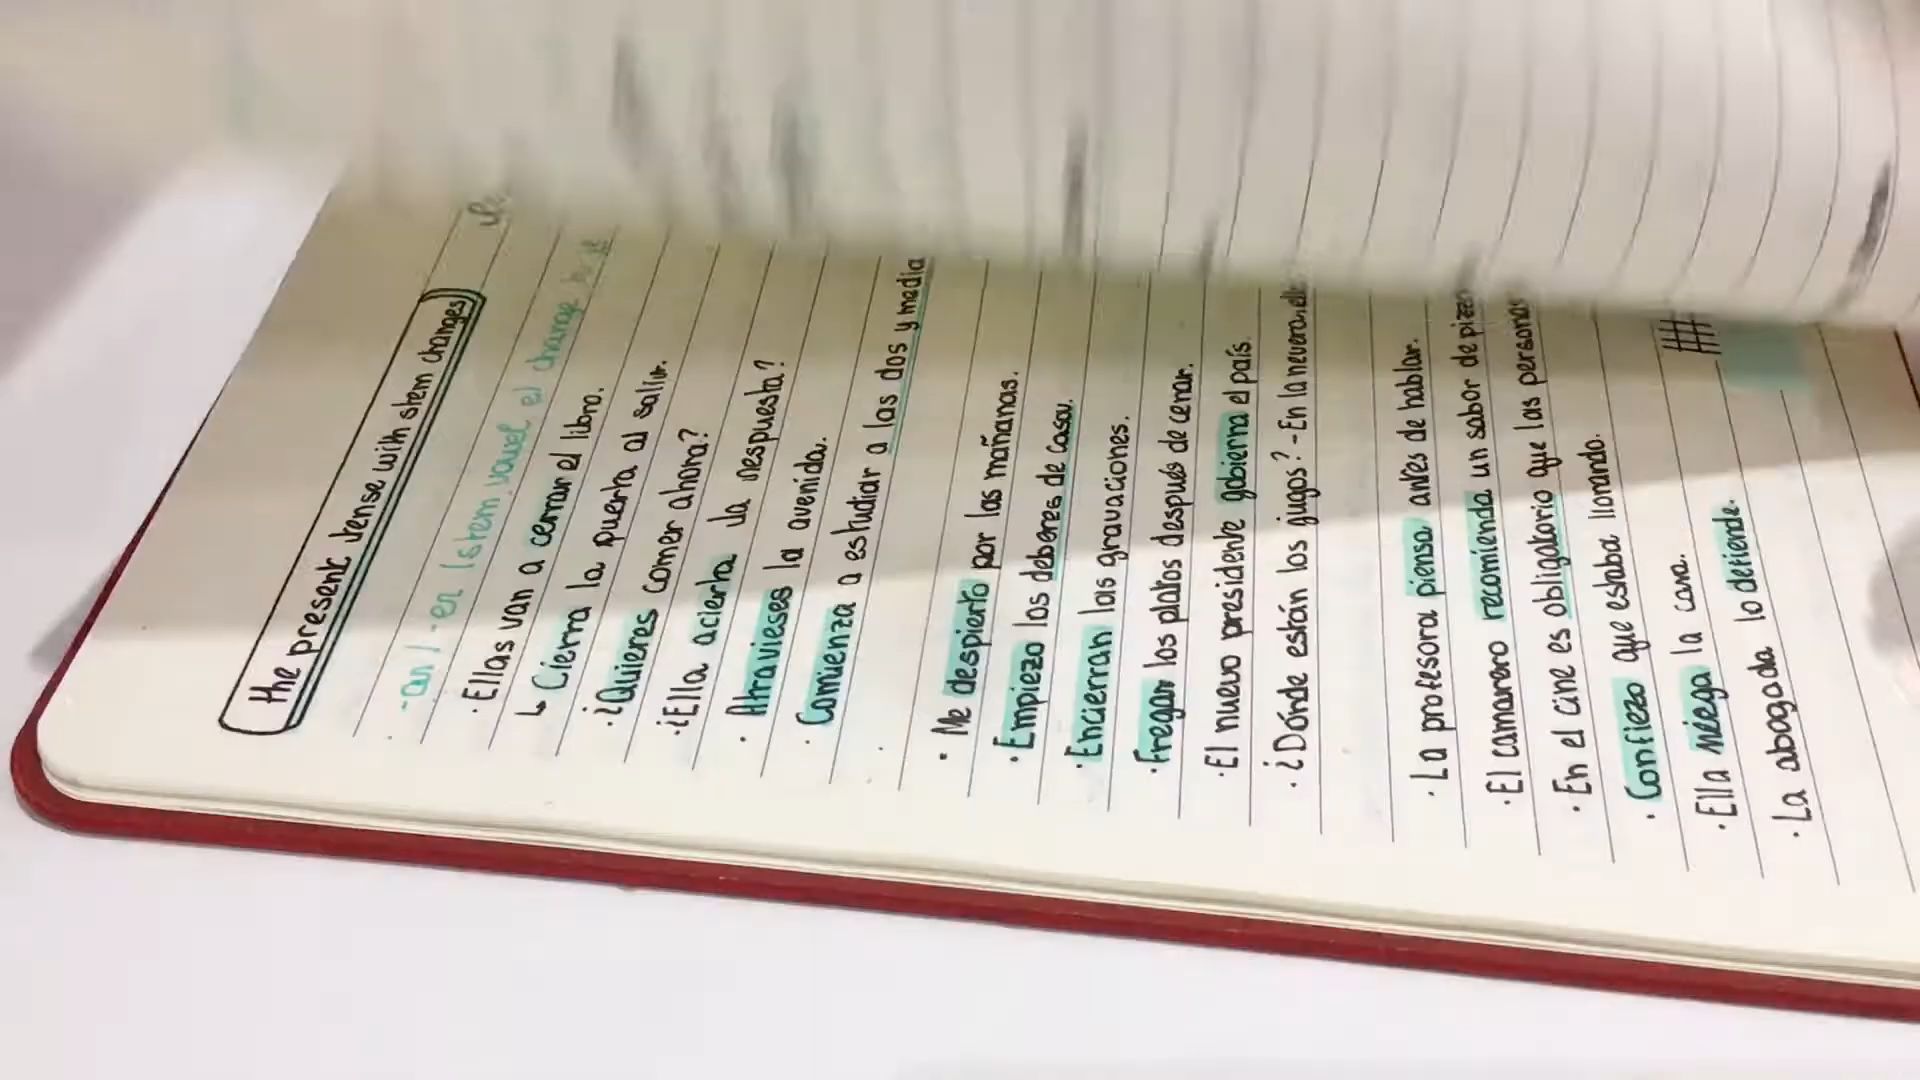 the present tense with stem changes
-ar / -er (stem vowel el change
· Ellas van a cerrar el libro.
↳ Cierra la puerta al salir.
· ¿Quieres comer ahora?
· ¿Ella acierta la respuesta?
· Atravieses la avenida.
· Comienza a estudiar a las dos y media
· Me despierto por las mañanas.
· Empiezo los deberes de casa.
· Encierran las gravaciones.
· Fregar los platos después de cenar.
· El nuevo presidente gobierna el país.
· ¿Dónde están los jugos? - En la nevera
· La profesora piensa antes de hablar.
· El camarero recomienda un sabor de
· En el cine es obligatorio que las personas
· Confiezo que estaba llorando.
· Ella niega la cara.
· La abogada lo defiende.